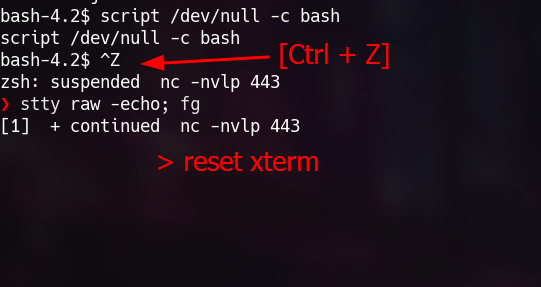 bash-4.2$ script /dev/null -c bash
script /dev/null -c bash
bash-4.2$ ^Z
[Ctrl + Z]
zsh: suspended  nc -nvlp 443
❯ stty raw -echo; fg
[1]  + continued  nc -nvlp 443
> reset xterm